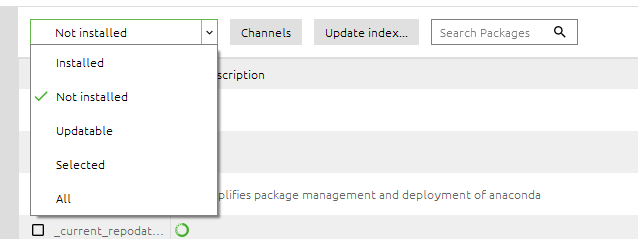 Not installed
Channels
Update index...
Search Packages
Installed
Not installed
Updatable
Selected
All
scription
plifies package management and deployment of anaconda
_current_repodat...